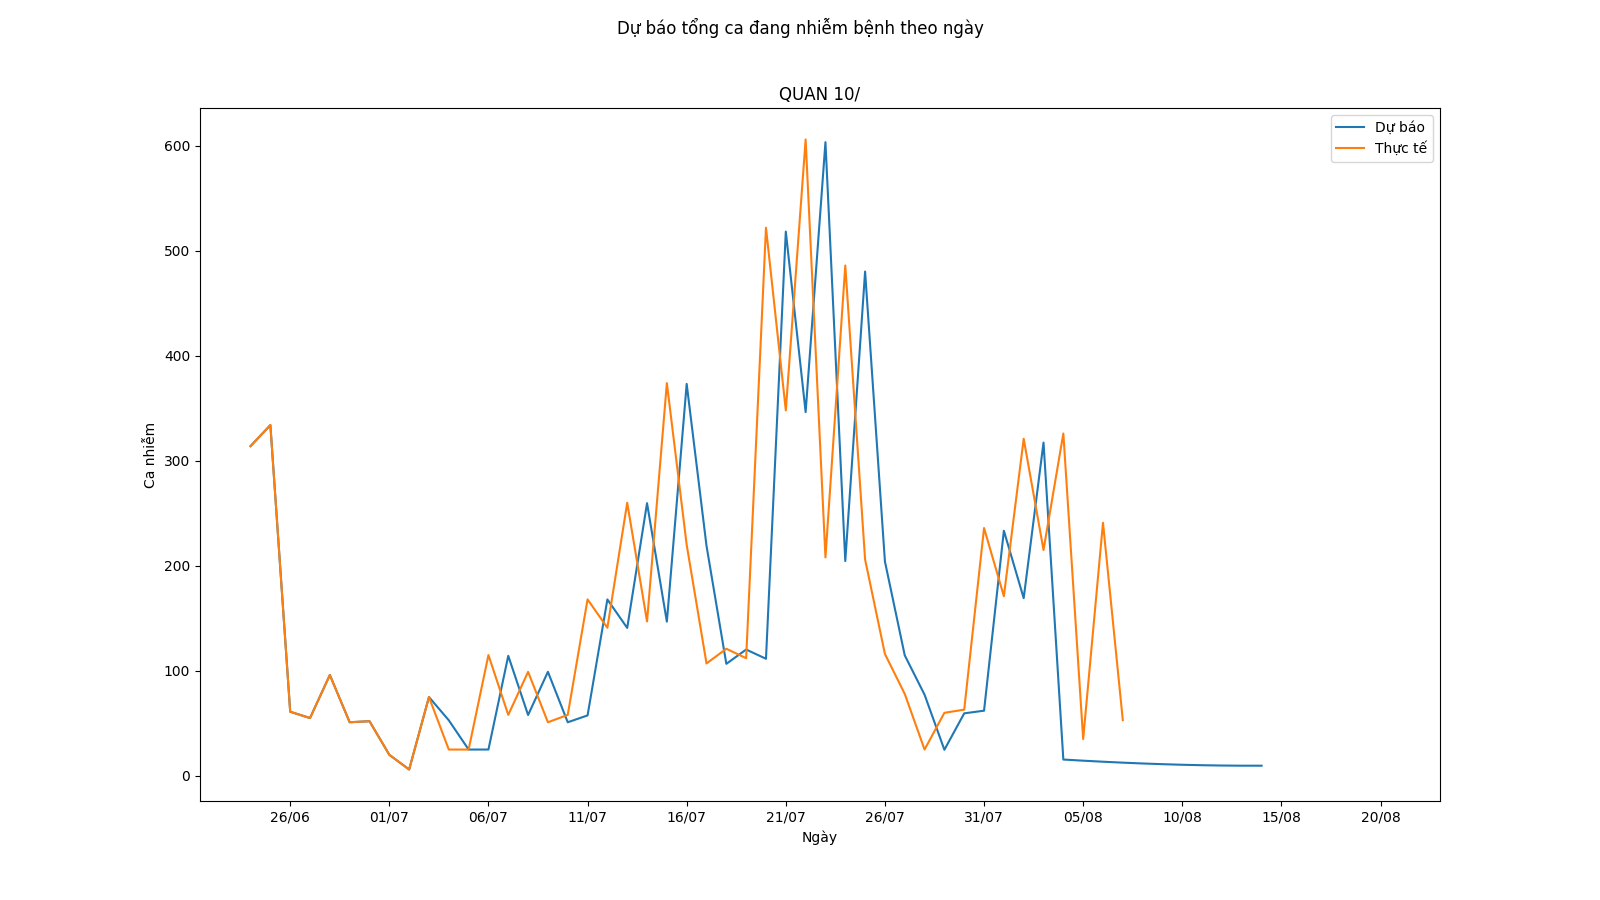 Dự báo tổng ca đang nhiễm bệnh theo ngày
QUAN 10/
Dự báo
Thực tế
600
500
400
300
200
100
0
Ca nhiễm
26/06 01/07 06/07 11/07 16/07 21/07 26/07 31/07 05/08 10/08 15/08 20/08
Ngày